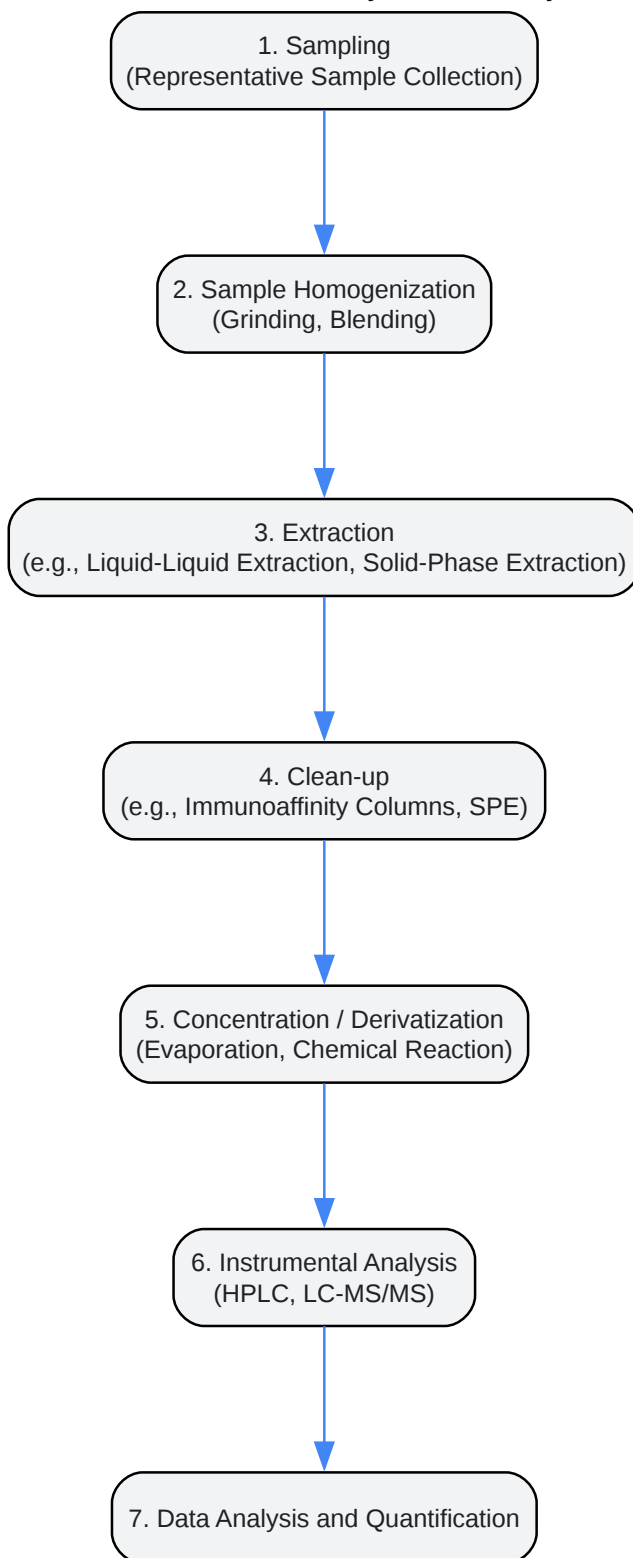 1. Sampling
(Representative Sample Collection)
2. Sample Homogenization
(Grinding, Blending)
3. Extraction
(e.g., Liquid-Liquid Extraction, Solid-Phase Extraction)
4. Clean-up
(e.g., Immunoaffinity Columns, SPE)
5. Concentration / Derivatization
(Evaporation, Chemical Reaction)
6. Instrumental Analysis
(HPLC, LC-MS/MS)
7. Data Analysis and Quantification